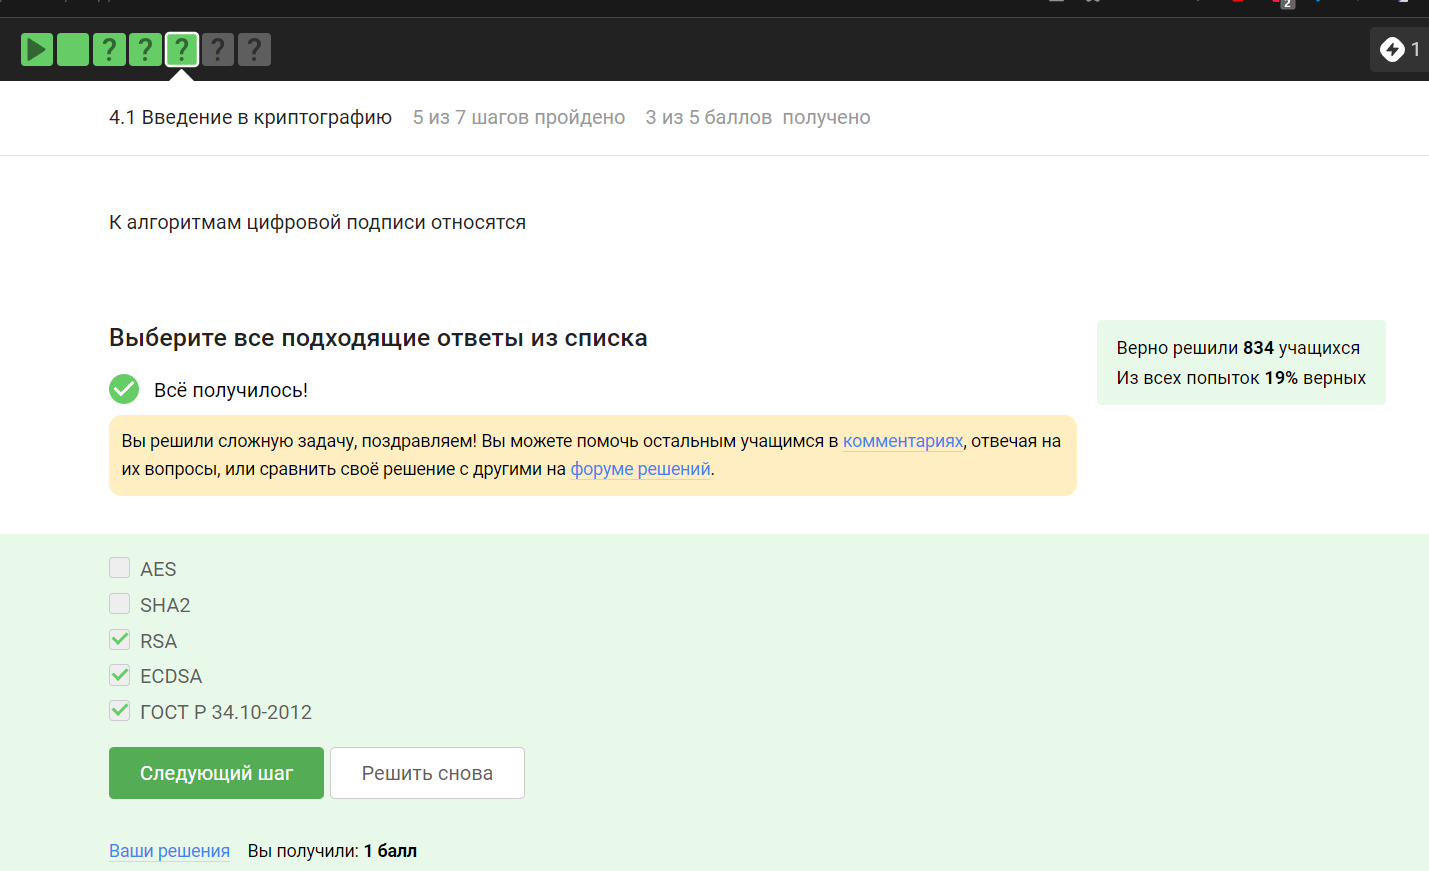 2
? ? ? ? ?
1
4.1 Введение в криптографию 5 из 7 шагов пройдено 3 из 5 баллов получено
К алгоритмам цифровой подписи относятся
Выберите все подходящие ответы из списка
Верно решили 834 учащихся
Из всех попыток 19% верных
Всё получилось!
Вы решили сложную задачу, поздравляем! Вы можете помочь остальным учащимся в комментариях, отвечая на
их вопросы, или сравнить своё решение с другими на форуме решений.
AES
SHA2
RSA
ECDSA
ГОСТ Р 34.10-2012
Следующий шаг
Решить снова
Ваши решения Вы получили: 1 балл